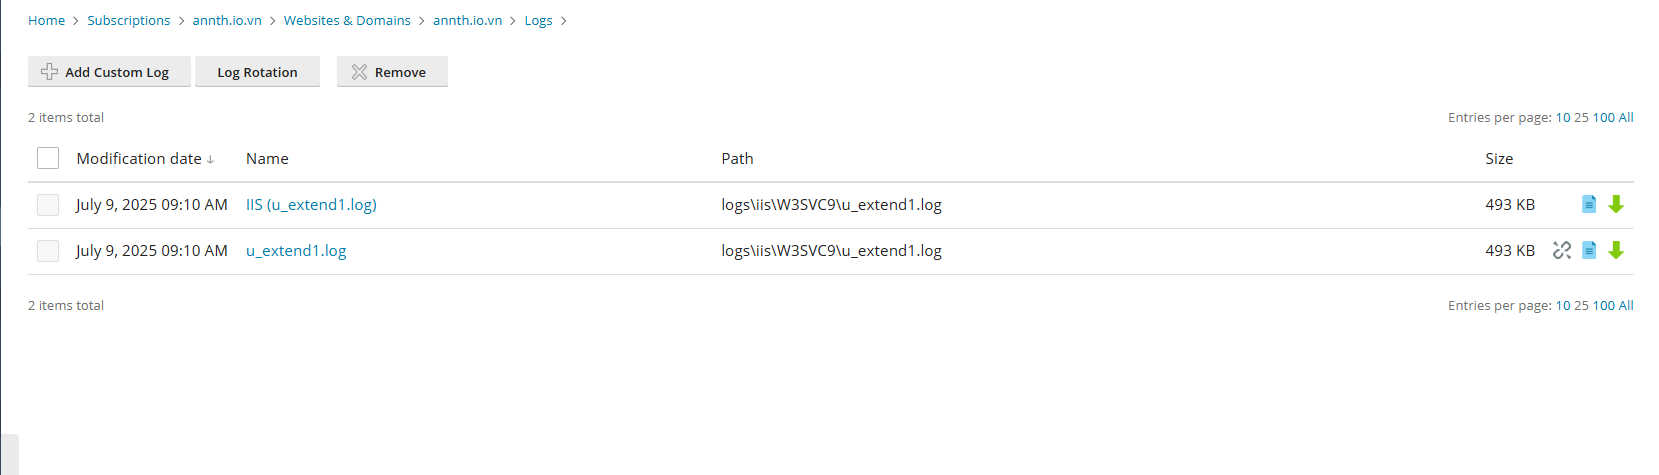 Home > Subscriptions > annth.io.vn > Websites & Domains > annth.io.vn > Logs >
Add Custom Log Log Rotation Remove
2 items total Entries per page: 10 25 100 All
Modification date ↓ Name Path Size
July 9, 2025 09:10 AM IIS (u_extend1.log) logs\iis\W3SVC9\u_extend1.log 493 KB
July 9, 2025 09:10 AM u_extend1.log logs\iis\W3SVC9\u_extend1.log 493 KB
2 items total Entries per page: 10 25 100 All